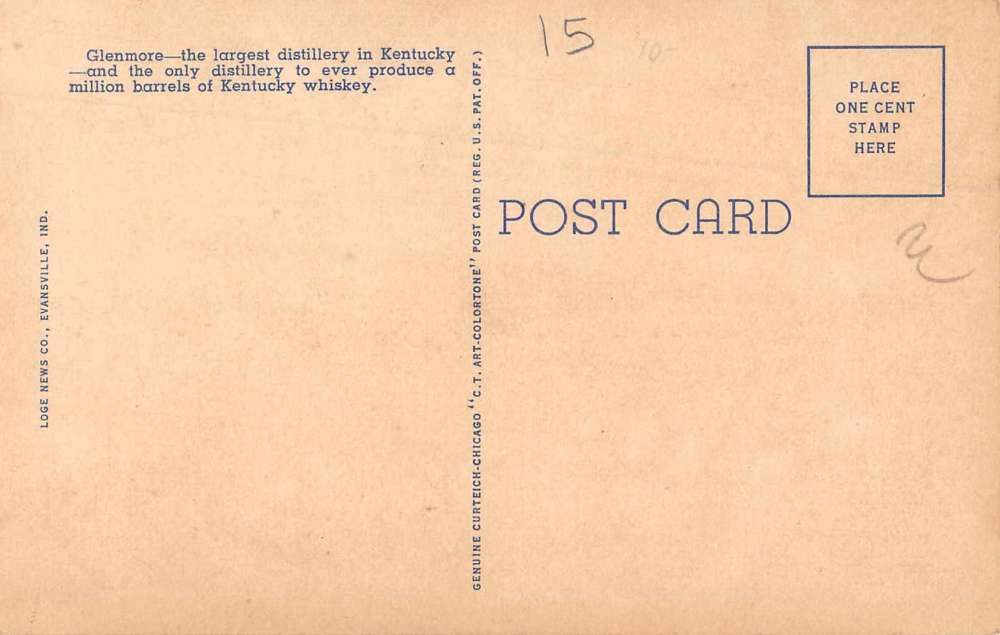 15
10-
Glenmore—the largest distillery in Kentucky
—and the only distillery to ever produce a
million barrels of Kentucky whiskey.
LOGE NEWS CO., EVANSVILLE, IND.
GENUINE CURTEICH-CHICAGO "C.T. ART-COLORTONE" POST CARD (REG. U.S. PAT. OFF.)
POST CARD
PLACE
ONE CENT
STAMP
HERE